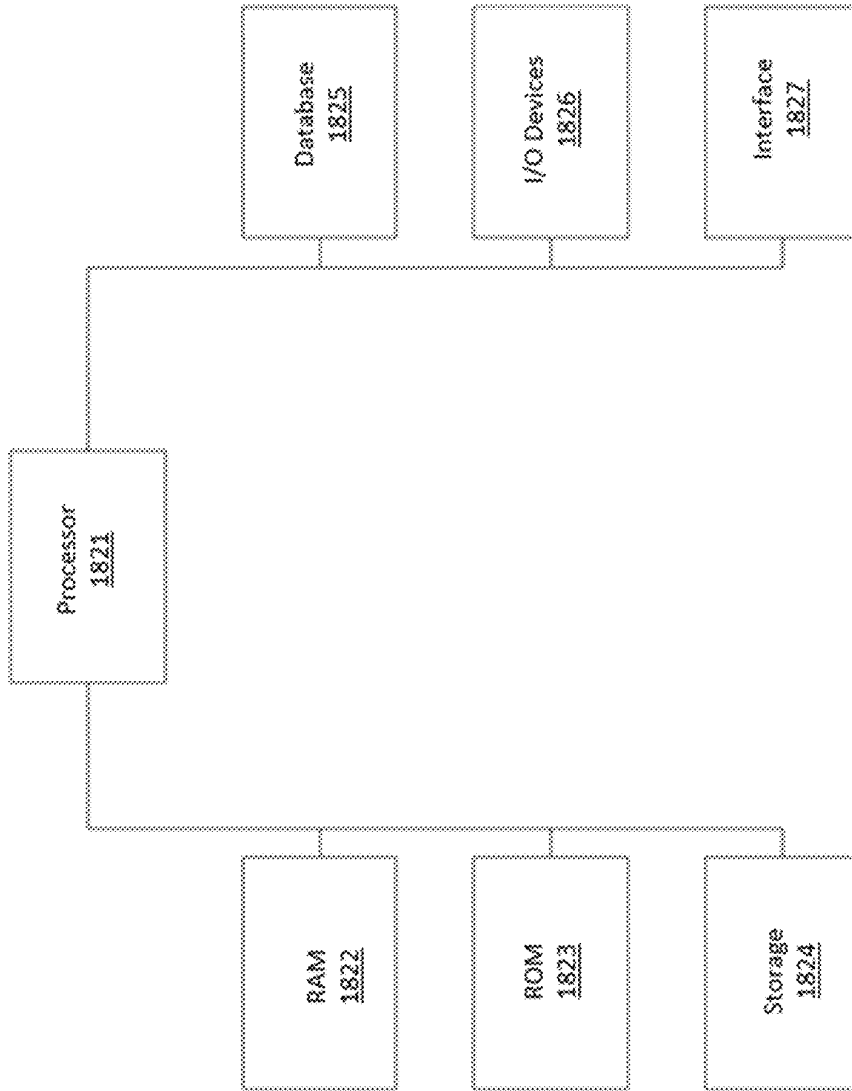 Processor
1821
RAM
1822
ROM
1823
Storage
1824
Database
1825
I/O Devices
1826
Interface
1827